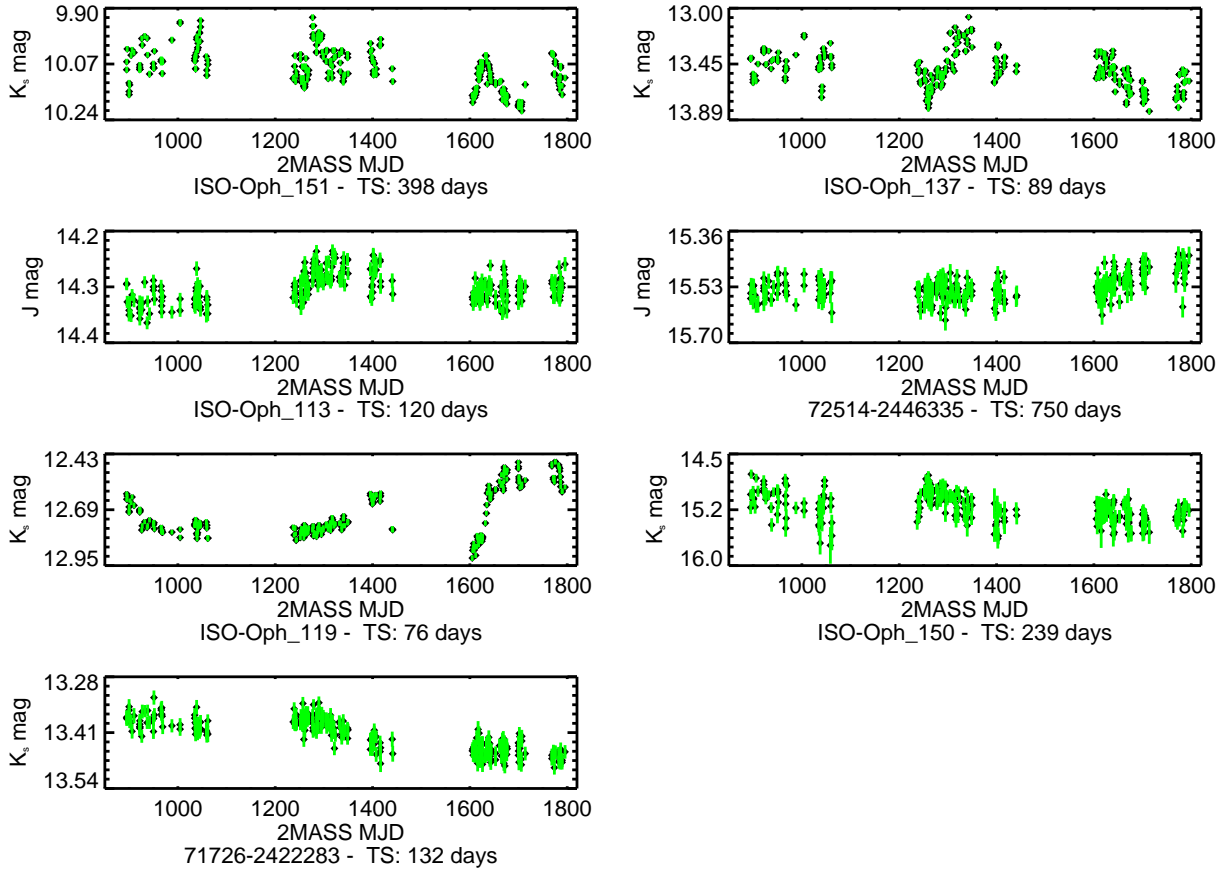 9.90
10.07
10.24
K_s mag
1000 1200 1400 1600 1800
2MASS MJD
ISO-Oph_151 - TS: 398 days
13.00
13.45
13.89
K_s mag
1000 1200 1400 1600 1800
2MASS MJD
ISO-Oph_137 - TS: 89 days
14.2
14.3
14.4
J mag
1000 1200 1400 1600 1800
2MASS MJD
ISO-Oph_113 - TS: 120 days
15.36
15.53
15.70
J mag
1000 1200 1400 1600 1800
2MASS MJD
72514-2446335 - TS: 750 days
12.43
12.69
12.95
K_s mag
1000 1200 1400 1600 1800
2MASS MJD
ISO-Oph_119 - TS: 76 days
14.5
15.2
16.0
K_s mag
1000 1200 1400 1600 1800
2MASS MJD
ISO-Oph_150 - TS: 239 days
13.28
13.41
13.54
K_s mag
1000 1200 1400 1600 1800
2MASS MJD
71726-2422283 - TS: 132 days